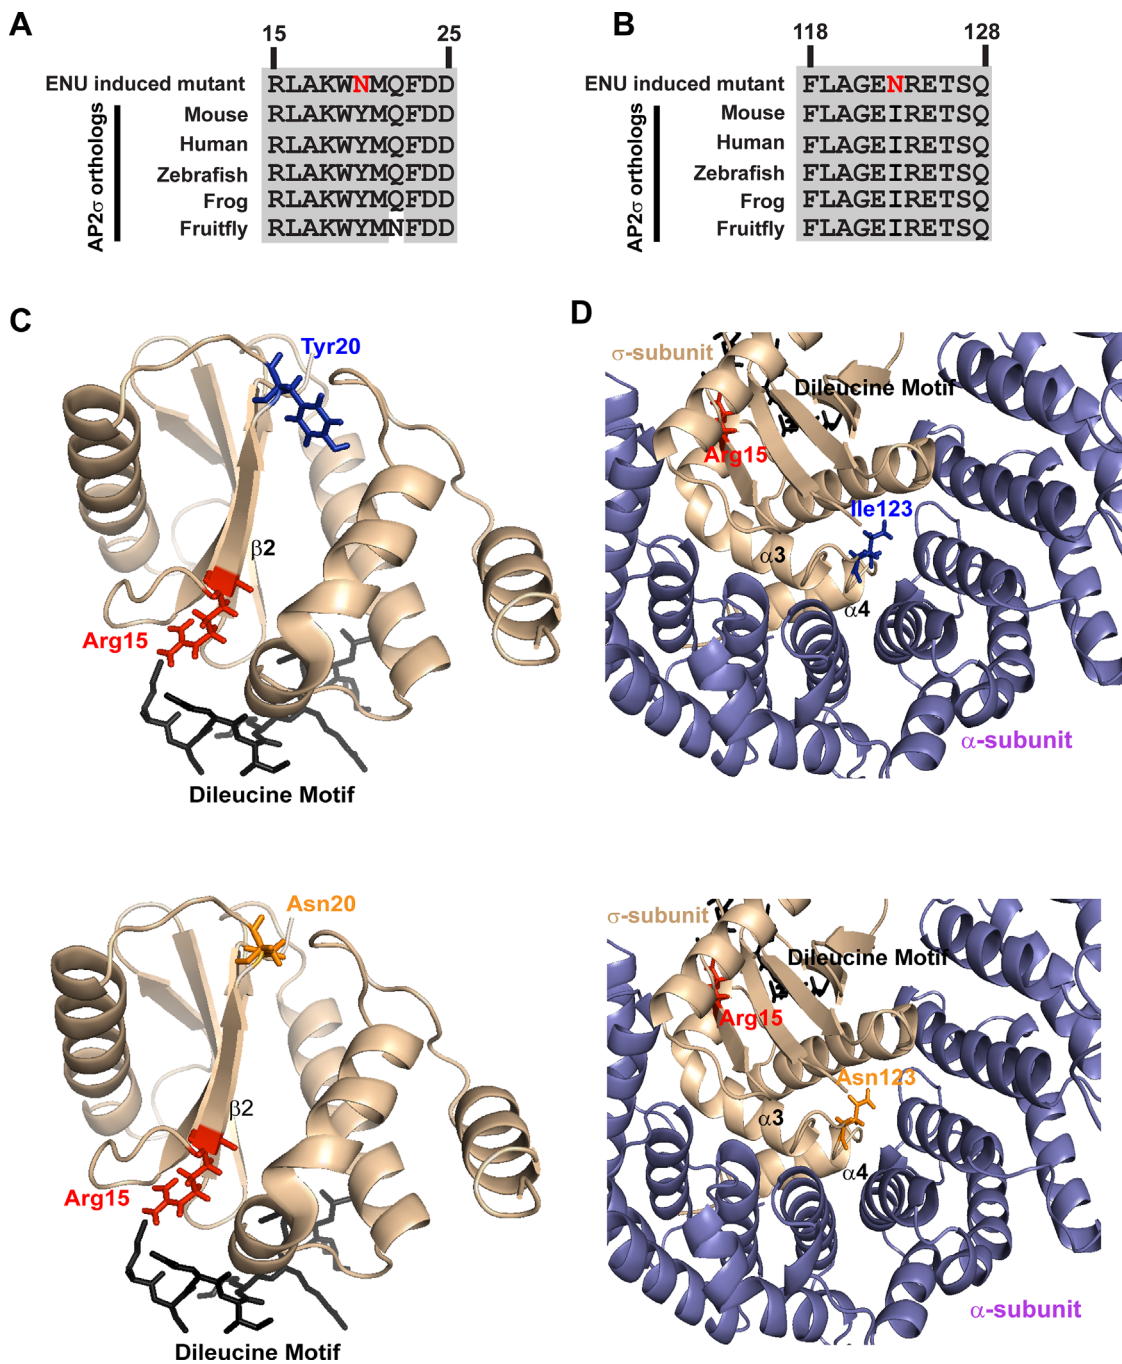 A
15 25
ENU induced mutant RLAKWNMQFDD
AP2σ orthologs
Mouse RLAKWYMQFDD
Human RLAKWYMQFDD
Zebrafish RLAKWYMQFDD
Frog RLAKWYMQFDD
Fruitfly RLAKWYMNFDD
B
118 128
ENU induced mutant FLAGENRETSQ
AP2σ orthologs
Mouse FLAGEIRETSQ
Human FLAGEIRETSQ
Zebrafish FLAGEIRETSQ
Frog FLAGEIRETSQ
Fruitfly FLAGEIRETSQ
C
Tyr20
β2
Arg15
Dileucine Motif
Asn20
β2
Arg15
Dileucine Motif
D
σ-subunit
Dileucine Motif
Arg15
Ile123
α3
α4
α-subunit
σ-subunit
Dileucine Motif
Arg15
Asn123
α3
α4
α-subunit